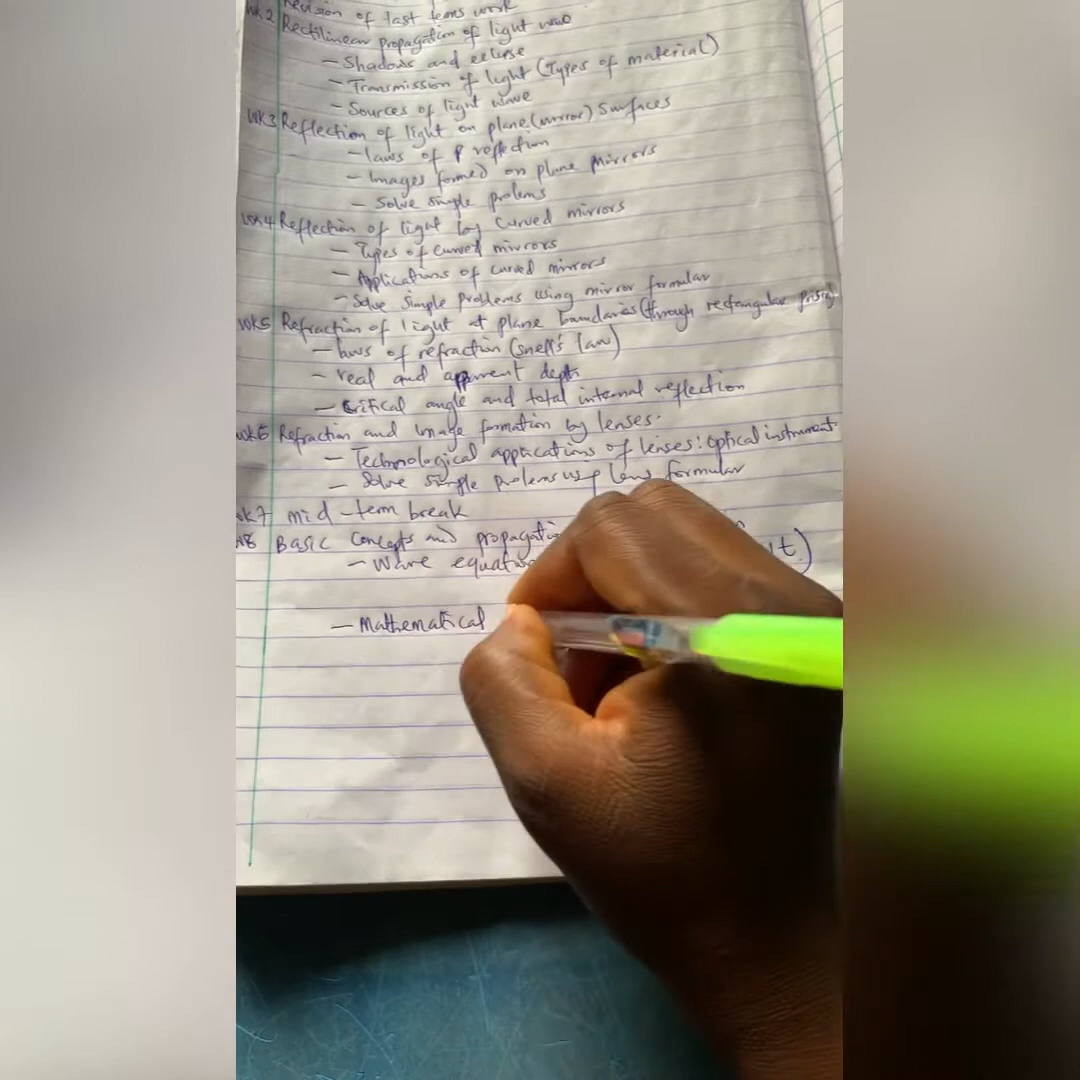 Wk2 Revision of last terms work
Rectilinear propagation of light wave
- Shadows and eclipse
- Transmission of light (Types of material)
- Sources of light wave
Wk3 Reflection of light on plane (mirror) surfaces
- laws of reflection
- Images formed on plane mirrors
- Solve simple prolems
Wk4 Reflection of light by curved mirrors
- Types of curved mirrors
- Applications of curved mirrors
- Solve simple problems using mirror formular
Wk5 Refraction of light at plane boundaries (through rectangular prism)
- laws of refraction (snell's law)
- real and apparent depth
- Critical angle and total internal reflection
wk6 Refraction and image formation by lenses.
- Technological applications of lenses: optical instrument
- Solve simple prolems using lens formular
wk7 mid-term break
8 Basic concepts and propagation
- Wave equation
- Mathematical